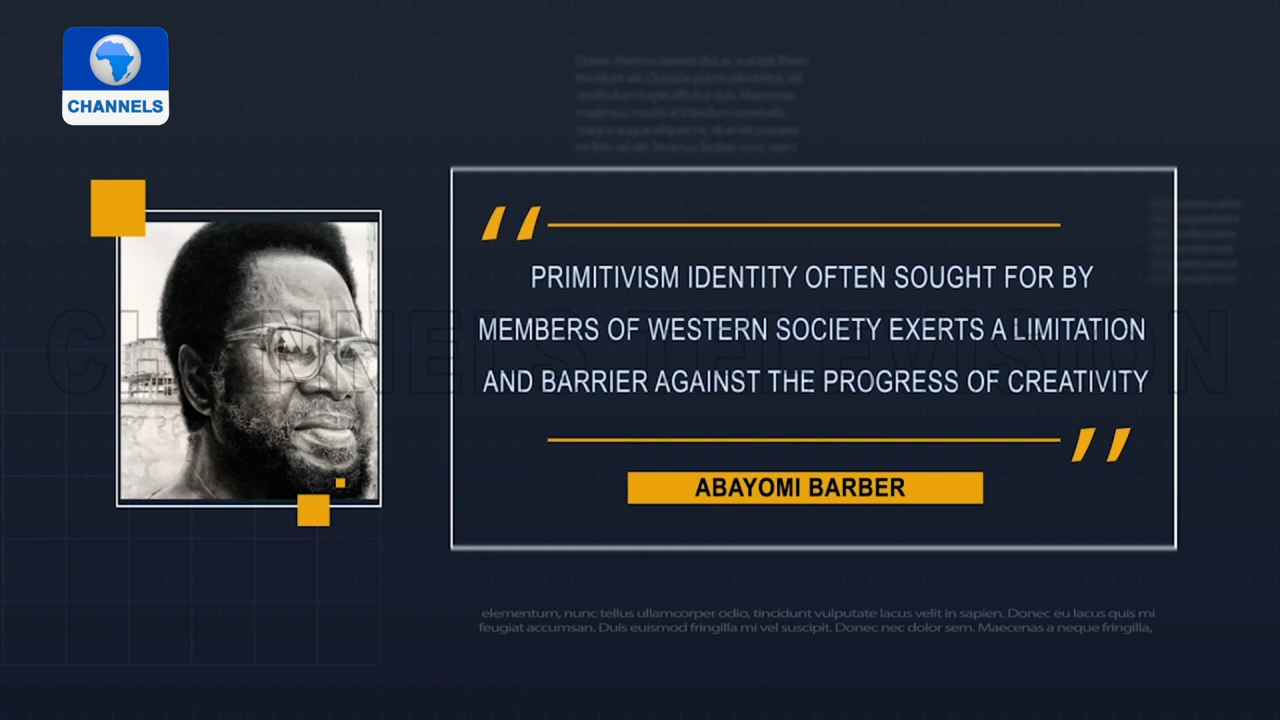 CHANNELS
PRIMITIVISM IDENTITY OFTEN SOUGHT FOR BY
MEMBERS OF WESTERN SOCIETY EXERTS A LIMITATION
AND BARRIER AGAINST THE PROGRESS OF CREATIVITY
ABAYOMI BARBER
CHANNELS TELEVISION
elementum, nunc tellus ullamcorper odio, tincidunt vulputate lacus velit in sapien. Donec eu lacus quis mi
feugiat accumsan. Duis euismod fringilla mi vel suscipit. Donec nec dolor sem. Maecenas a neque fringilla,